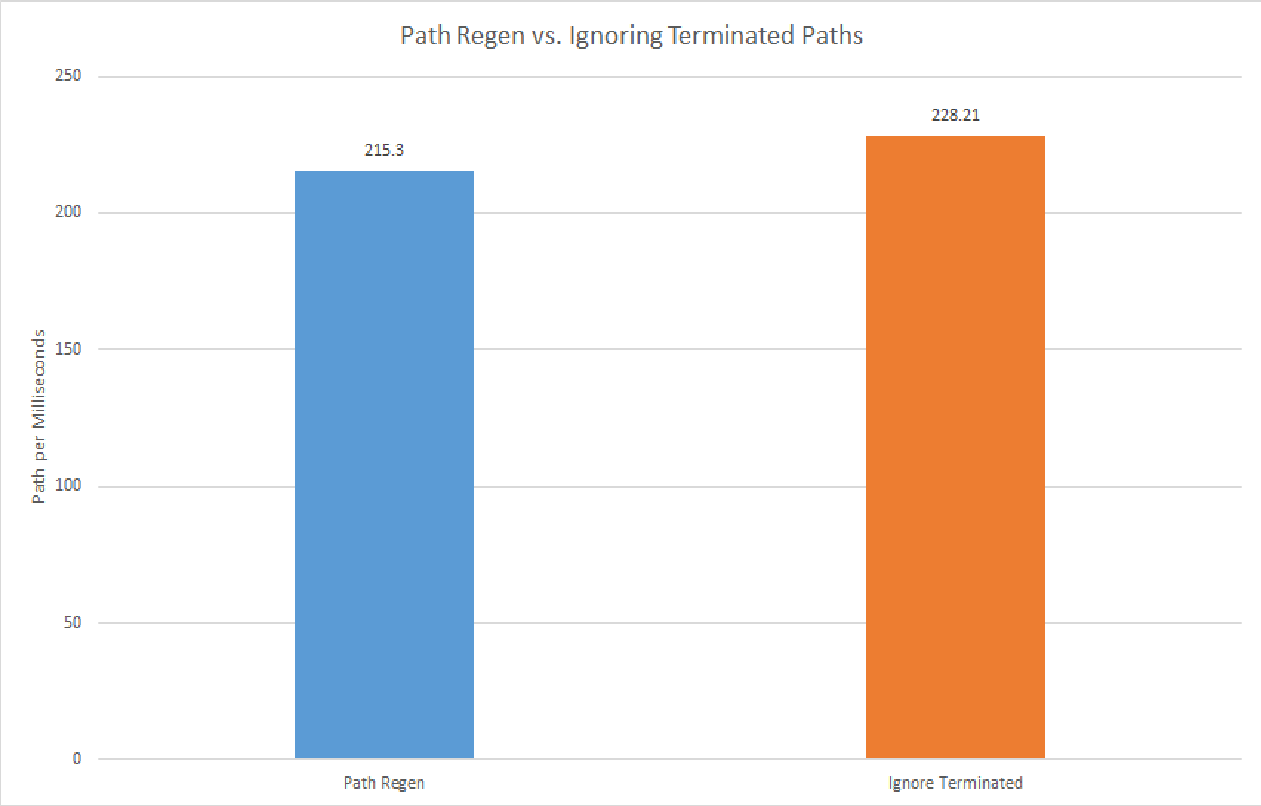 Path Regen vs. Ignoring Terminated Paths
250
228.21
215.3
200
150
Path per Milliseconds
100
50
0
Path Regen
Ignore Terminated